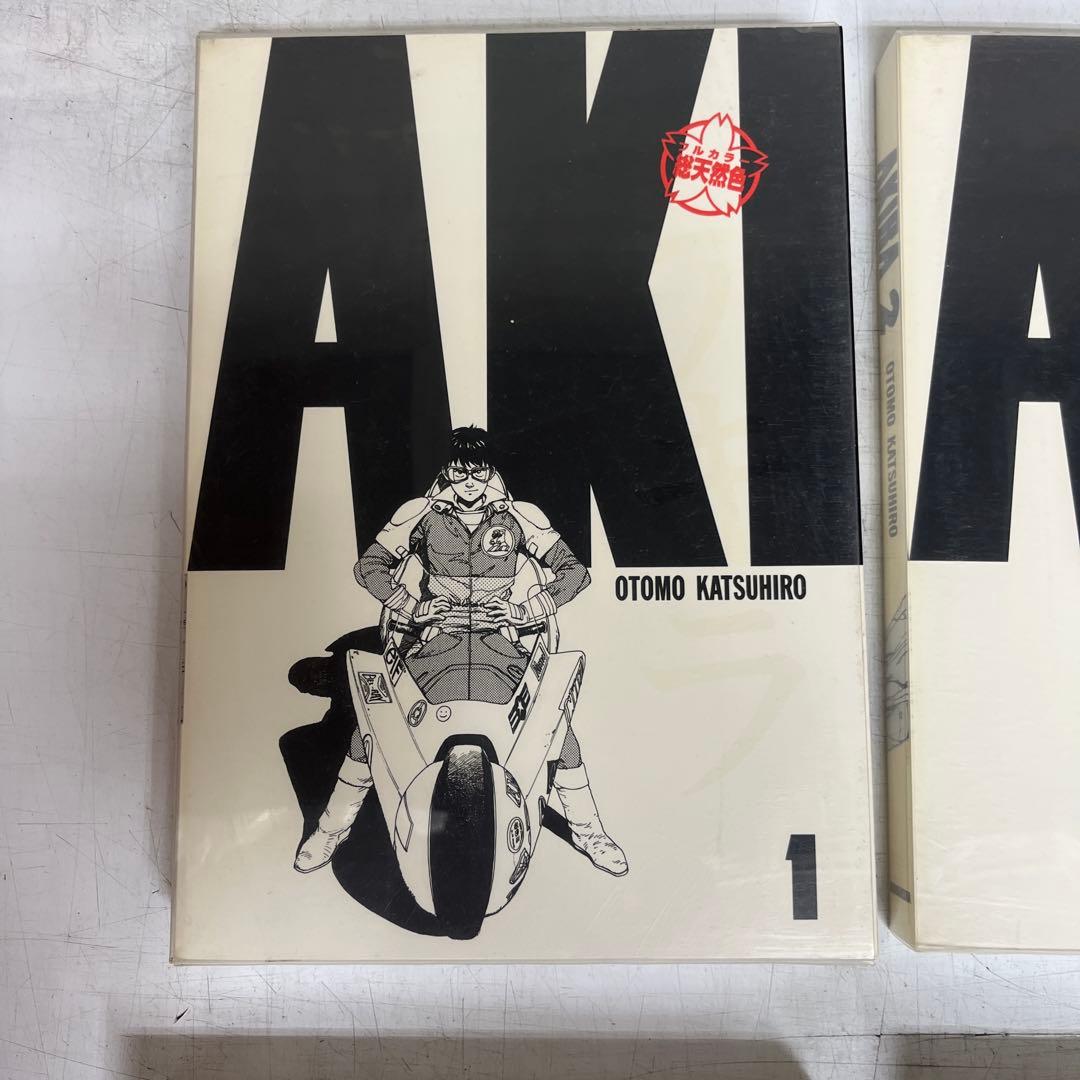 AKI
フルカラー
総天然色
OTOMO KATSUHIRO
1
AKIRA 2 OTOMO KATSUHIRO
A